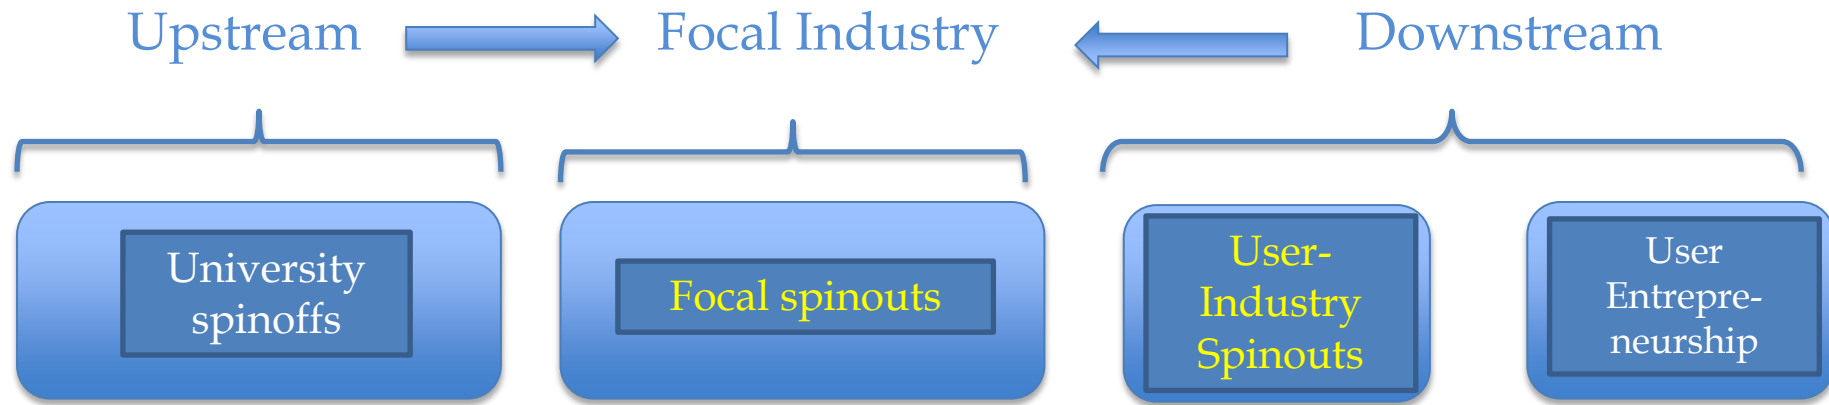 Upstream
Focal Industry
Downstream
University
spinoffs
Focal spinouts
User-
Industry
Spinouts
User
Entrepre-
neurship